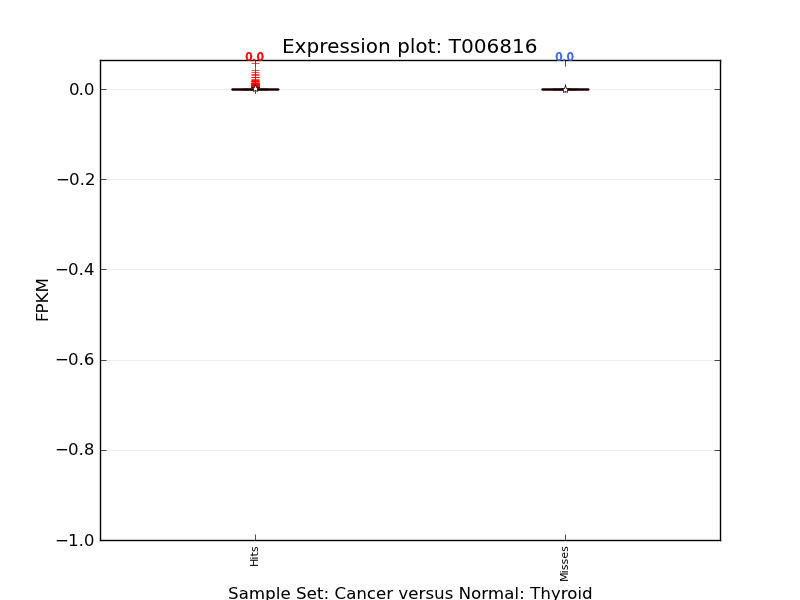 Expression plot: T006816
0.0
0.0
0.0
−0.2
−0.4
−0.6
−0.8
−1.0
FPKM
Hits
Misses
Sample Set: Cancer versus Normal: Thyroid